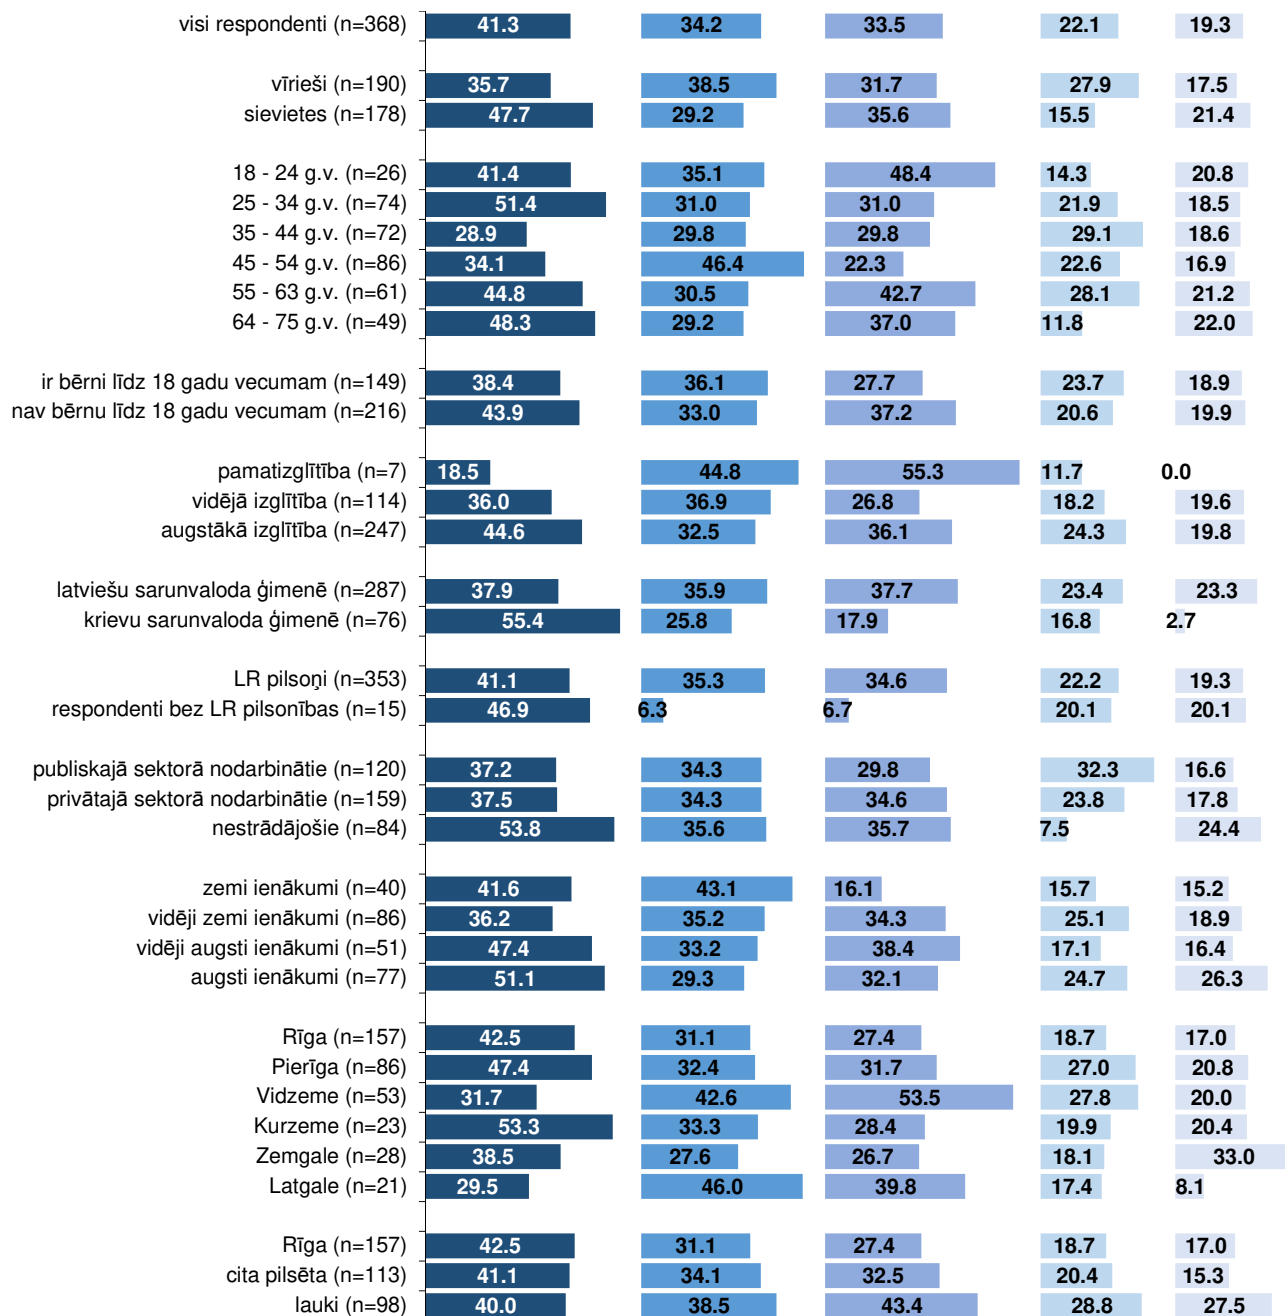 visi respondenti (n=368) 41.3 34.2 33.5 22.1 19.3
vīrieši (n=190) 35.7 38.5 31.7 27.9 17.5
sievietes (n=178) 47.7 29.2 35.6 15.5 21.4
18 - 24 g.v. (n=26) 41.4 35.1 48.4 14.3 20.8
25 - 34 g.v. (n=74) 51.4 31.0 31.0 21.9 18.5
35 - 44 g.v. (n=72) 28.9 29.8 29.8 29.1 18.6
45 - 54 g.v. (n=86) 34.1 46.4 22.3 22.6 16.9
55 - 63 g.v. (n=61) 44.8 30.5 42.7 28.1 21.2
64 - 75 g.v. (n=49) 48.3 29.2 37.0 11.8 22.0
ir bērni līdz 18 gadu vecumam (n=149) 38.4 36.1 27.7 23.7 18.9
nav bērnu līdz 18 gadu vecumam (n=216) 43.9 33.0 37.2 20.6 19.9
pamatizglītība (n=7) 18.5 44.8 55.3 11.7 0.0
vidējā izglītība (n=114) 36.0 36.9 26.8 18.2 19.6
augstākā izglītība (n=247) 44.6 32.5 36.1 24.3 19.8
latviešu sarunvaloda ģimenē (n=287) 37.9 35.9 37.7 23.4 23.3
krievu sarunvaloda ģimenē (n=76) 55.4 25.8 17.9 16.8 2.7
LR pilsoņi (n=353) 41.1 35.3 34.6 22.2 19.3
respondenti bez LR pilsonības (n=15) 46.9 6.3 6.7 20.1 20.1
publiskajā sektorā nodarbinātie (n=120) 37.2 34.3 29.8 32.3 16.6
privātajā sektorā nodarbinātie (n=159) 37.5 34.3 34.6 23.8 17.8
nestrādājošie (n=84) 53.8 35.6 35.7 7.5 24.4
zemi ienākumi (n=40) 41.6 43.1 16.1 15.7 15.2
vidēji zemi ienākumi (n=86) 36.2 35.2 34.3 25.1 18.9
vidēji augsti ienākumi (n=51) 47.4 33.2 38.4 17.1 16.4
augsti ienākumi (n=77) 51.1 29.3 32.1 24.7 26.3
Rīga (n=157) 42.5 31.1 27.4 18.7 17.0
Pierīga (n=86) 47.4 32.4 31.7 27.0 20.8
Vidzeme (n=53) 31.7 42.6 53.5 27.8 20.0
Kurzeme (n=23) 53.3 33.3 28.4 19.9 20.4
Zemgale (n=28) 38.5 27.6 26.7 18.1 33.0
Latgale (n=21) 29.5 46.0 39.8 17.4 8.1
Rīga (n=157) 42.5 31.1 27.4 18.7 17.0
cita pilsēta (n=113) 41.1 34.1 32.5 20.4 15.3
lauki (n=98) 40.0 38.5 43.4 28.8 27.5